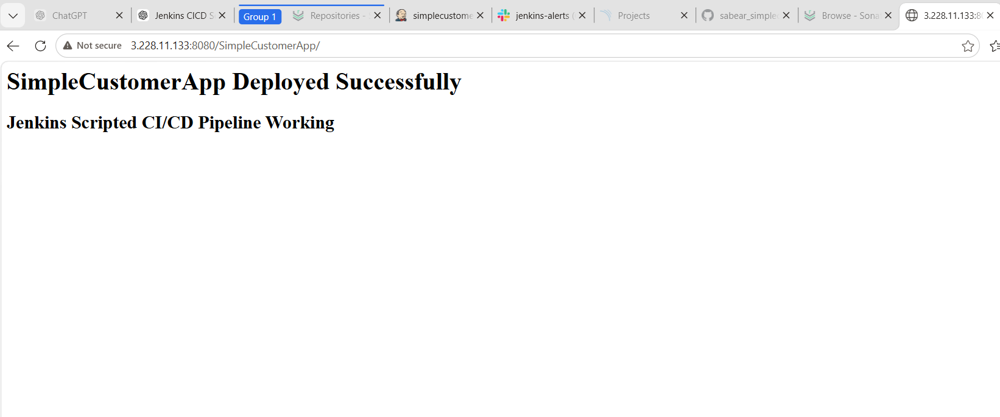 ChatGPT
Jenkins CICD S
Group 1
Repositories -
simplecustome
jenkins-alerts (
Projects
sabear_simple
Browse - Sona
3.228.11.133:8
Not secure
3.228.11.133:8080/SimpleCustomerApp/
SimpleCustomerApp Deployed Successfully
Jenkins Scripted CI/CD Pipeline Working